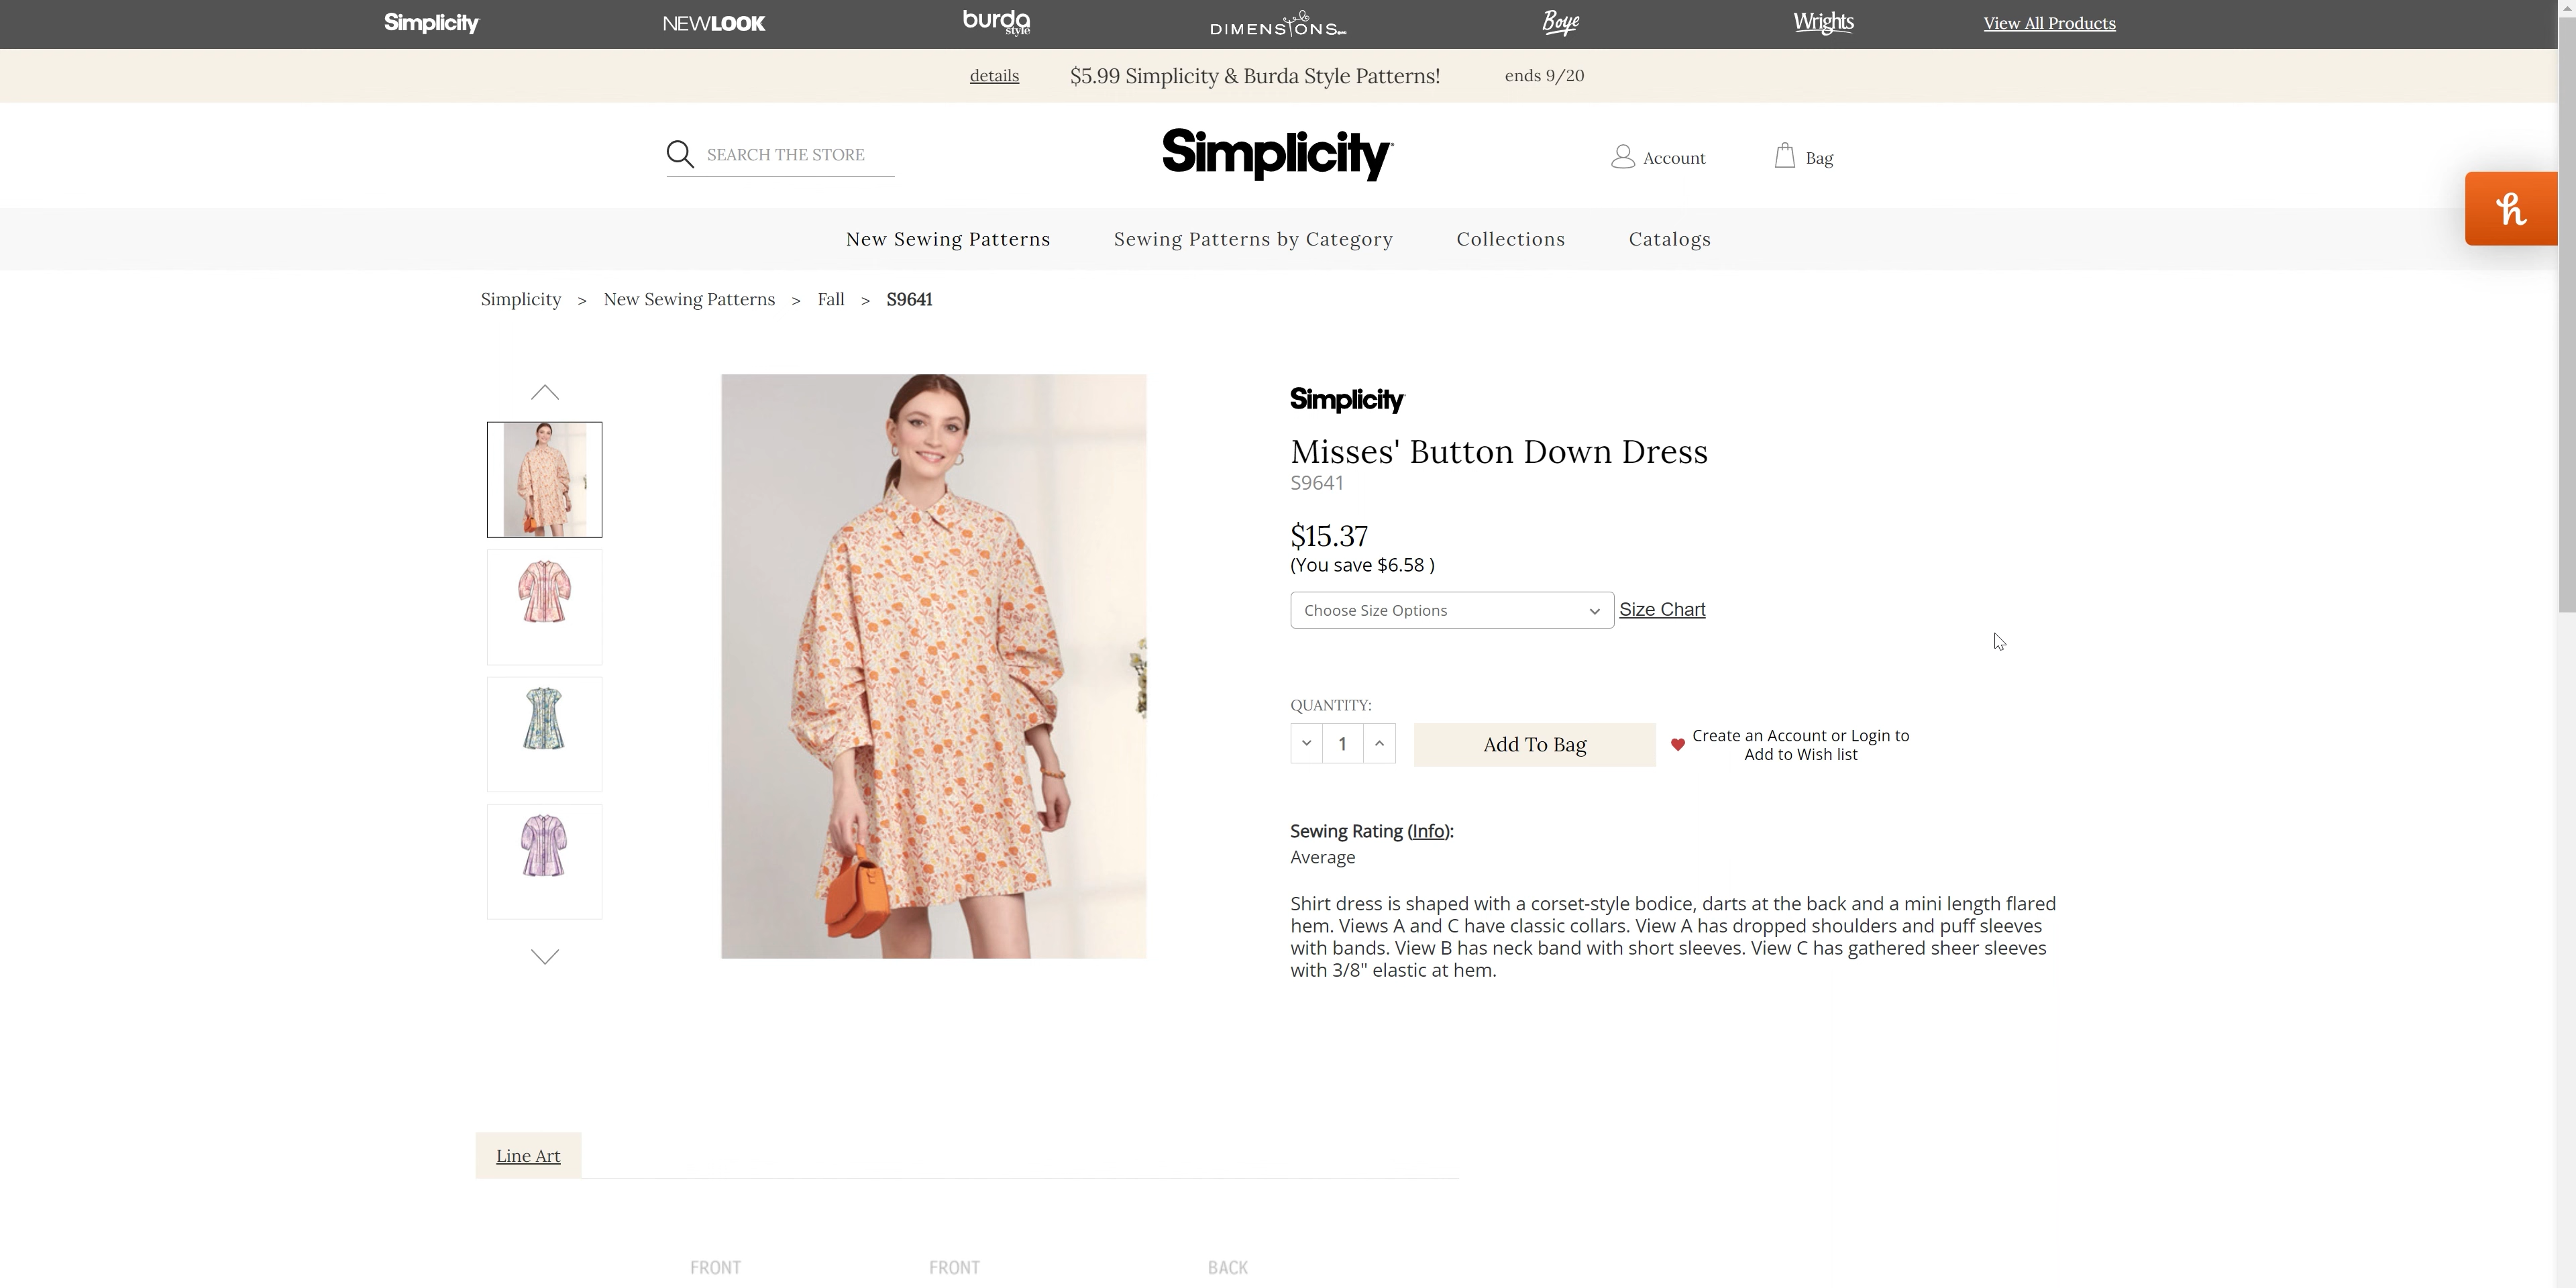 Simplicity
NEWLOOK
burda
style
DIMENSIONS
Boye
Wrights
View All Products
details
$5.99 Simplicity & Burda Style Patterns!
ends 9/20
SEARCH THE STORE
Simplicity
Account
Bag
h
New Sewing Patterns
Sewing Patterns by Category
Collections
Catalogs
Simplicity > New Sewing Patterns > Fall > S9641
Simplicity
Misses' Button Down Dress
S9641
$15.37
(You save $6.58 )
Choose Size Options
Size Chart
QUANTITY:
1
Add To Bag
Create an Account or Login to
Add to Wish list
Sewing Rating (Info):
Average
Shirt dress is shaped with a corset-style bodice, darts at the back and a mini length flared
hem. Views A and C have classic collars. View A has dropped shoulders and puff sleeves
with bands. View B has neck band with short sleeves. View C has gathered sheer sleeves
with 3/8" elastic at hem.
Line Art
FRONT
FRONT
BACK